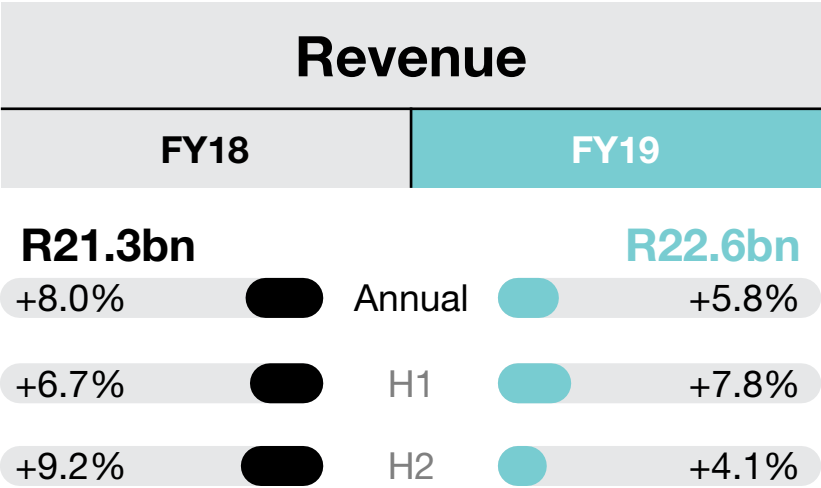 Revenue
FY18 FY19
R21.3bn R22.6bn
+8.0% Annual +5.8%
+6.7% H1 +7.8%
+9.2% H2 +4.1%